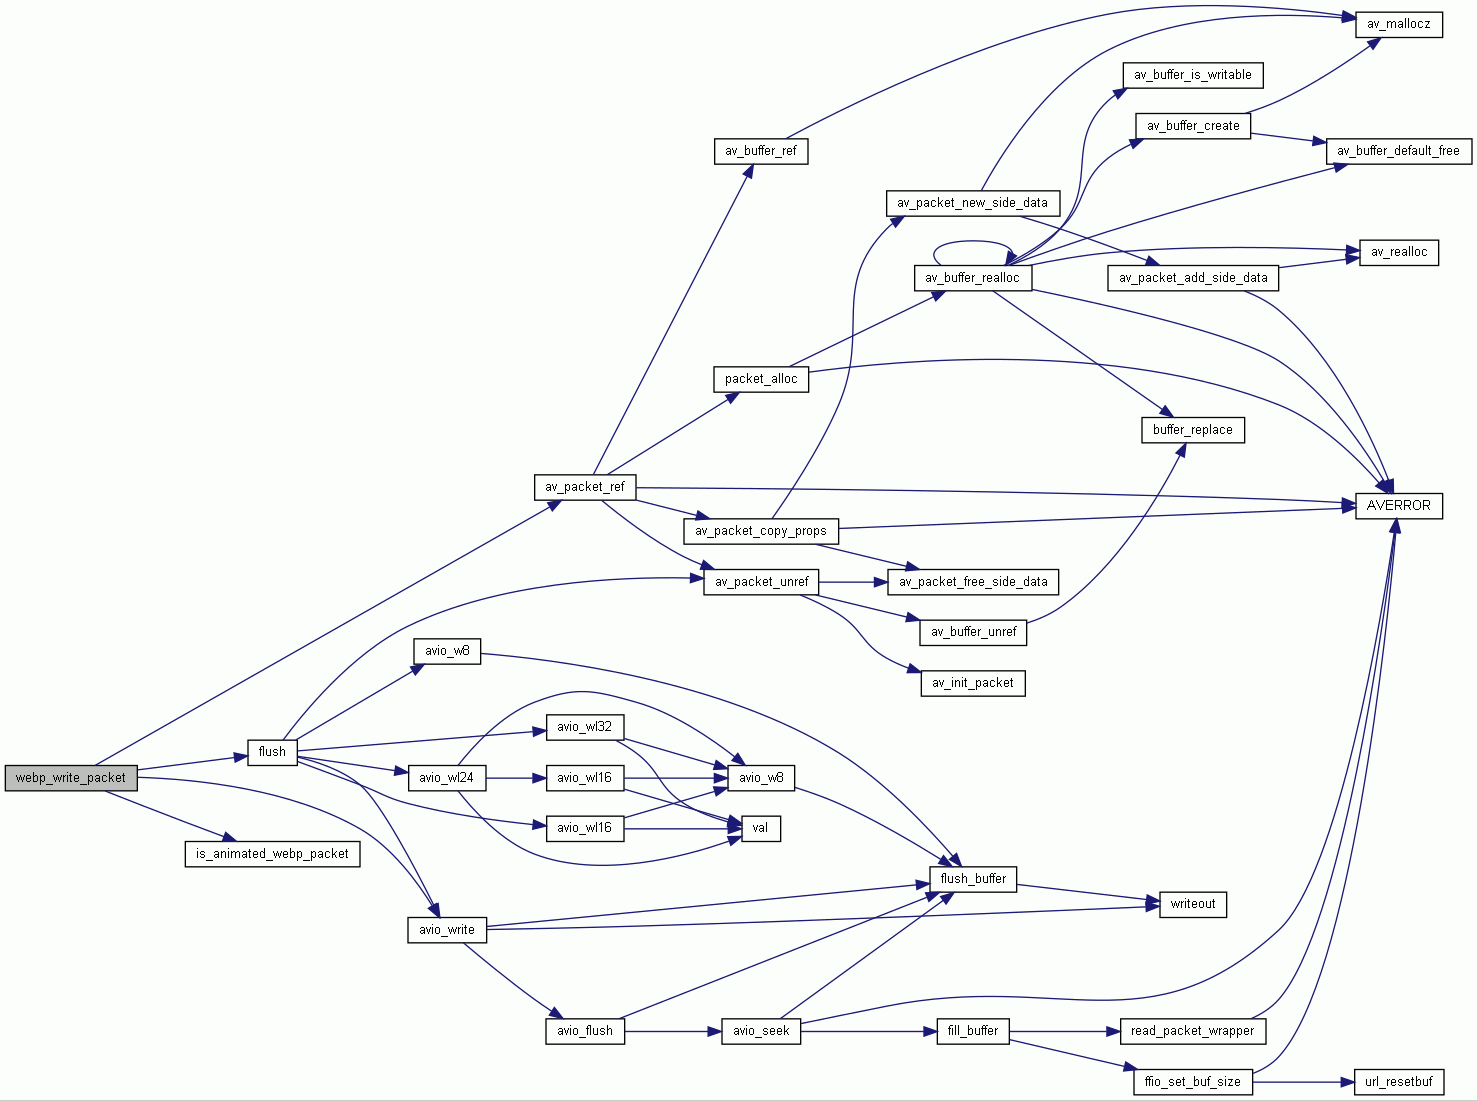 av_mallocz
av_buffer_is_writable
av_buffer_create
av_buffer_ref
av_buffer_default_free
av_packet_new_side_data
av_realloc
av_buffer_realloc
av_packet_add_side_data
packet_alloc
buffer_replace
av_packet_ref
AVERROR
av_packet_copy_props
av_packet_unref
av_packet_free_side_data
av_buffer_unref
avio_w8
av_init_packet
avio_wl32
flush
webp_write_packet
avio_wl24
avio_wl16
avio_w8
avio_wl16
val
is_animated_webp_packet
flush_buffer
writeout
avio_write
avio_flush
avio_seek
fill_buffer
read_packet_wrapper
ffio_set_buf_size
url_resetbuf